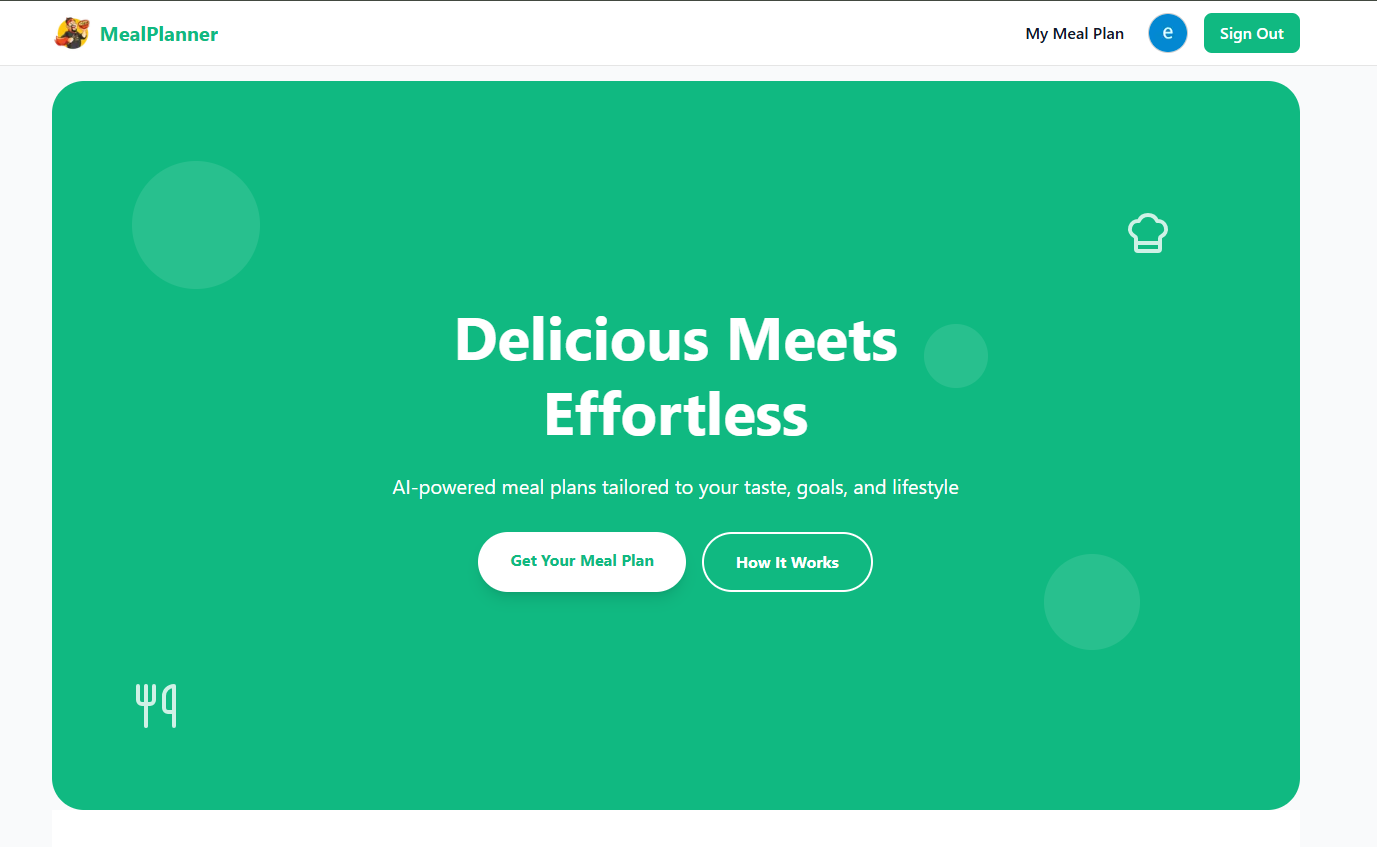 MealPlanner
My Meal Plan
e
Sign Out
Delicious Meets
Effortless
AI-powered meal plans tailored to your taste, goals, and lifestyle
Get Your Meal Plan
How It Works